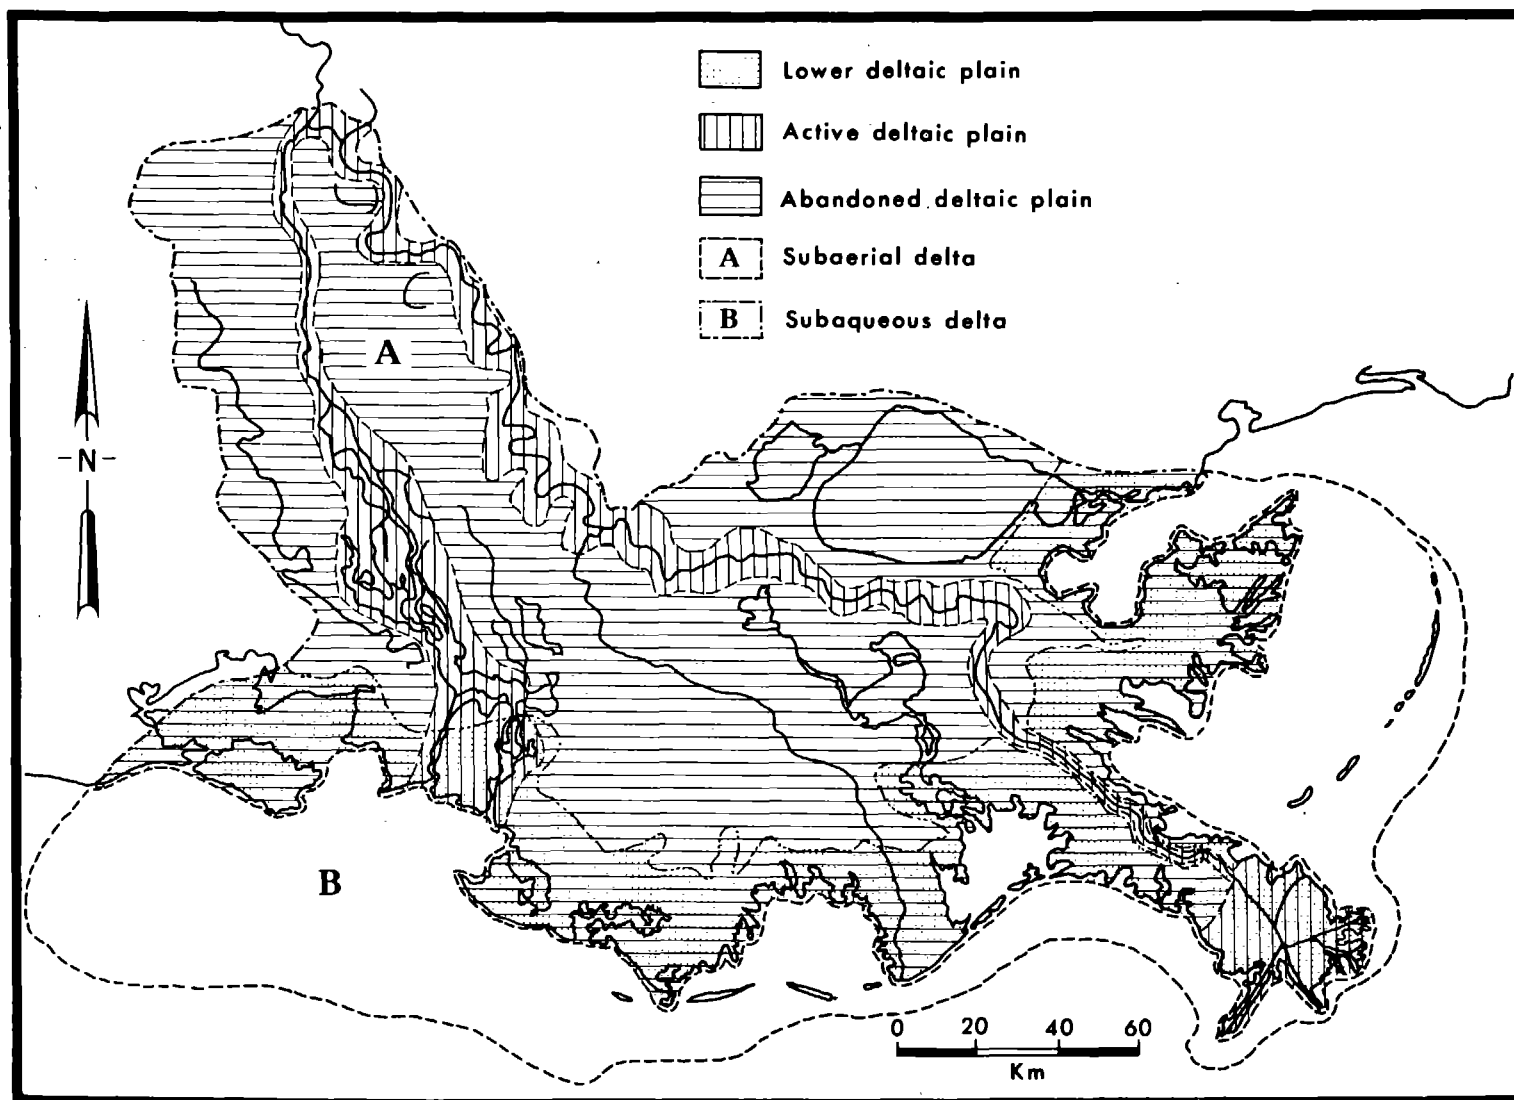 Lower deltaic plain
Active deltaic plain
Abandoned deltaic plain
A Subaerial delta
B Subaqueous delta
A
N
B
0 20 40 60
Km